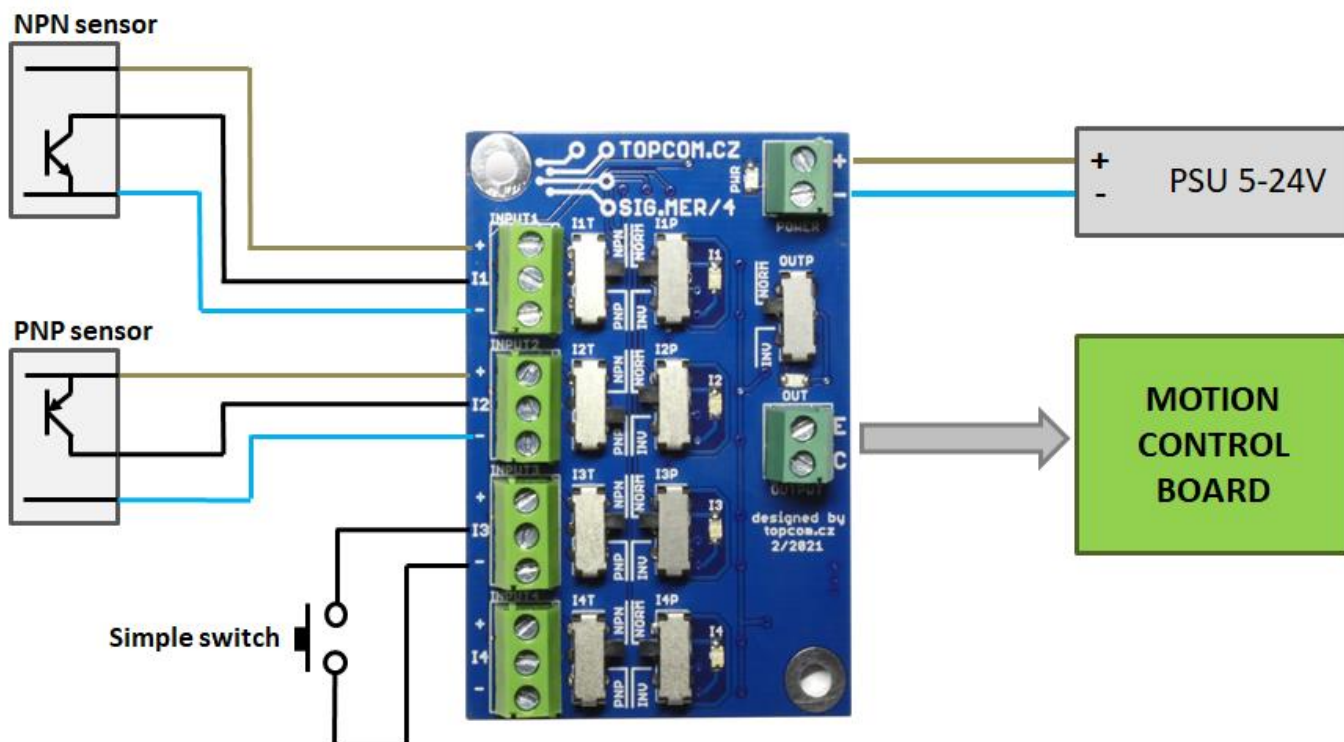 NPN sensor
PNP sensor
Simple switch
TOPCOM.CZ
SIG.MER/4
PWR
+
-
POWER
INPUT1
+
I1
-
I1T
NPN
PNP
I1P
NORM
INV
I1
INPUT2
+
I2
-
I2T
NPN
PNP
I2P
NORM
INV
I2
INPUT3
+
I3
-
I3T
NPN
PNP
I3P
NORM
INV
I3
INPUT4
+
I4
-
I4T
NPN
PNP
I4P
NORM
INV
I4
OUTP
NORM
INV
OUT
E
C
OUTPUT
designed by
topcom.cz
2/2021
+
-
PSU 5-24V
MOTION
CONTROL
BOARD